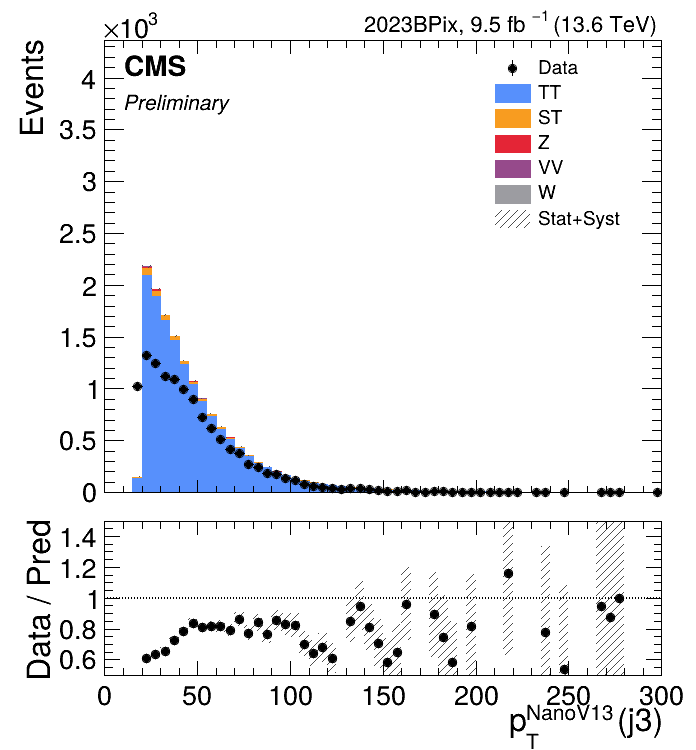 ×10³
2023BPix, 9.5 fb ⁻¹ (13.6 TeV)
Events
CMS
Preliminary
Data
TT
ST
Z
VV
W
Stat+Syst
4
3.5
3
2.5
2
1.5
1
0.5
0
Data / Pred
1.4
1.2
1
0.8
0.6
0 50 100 150 200 250 300
p_T^NanoV13 (j3)